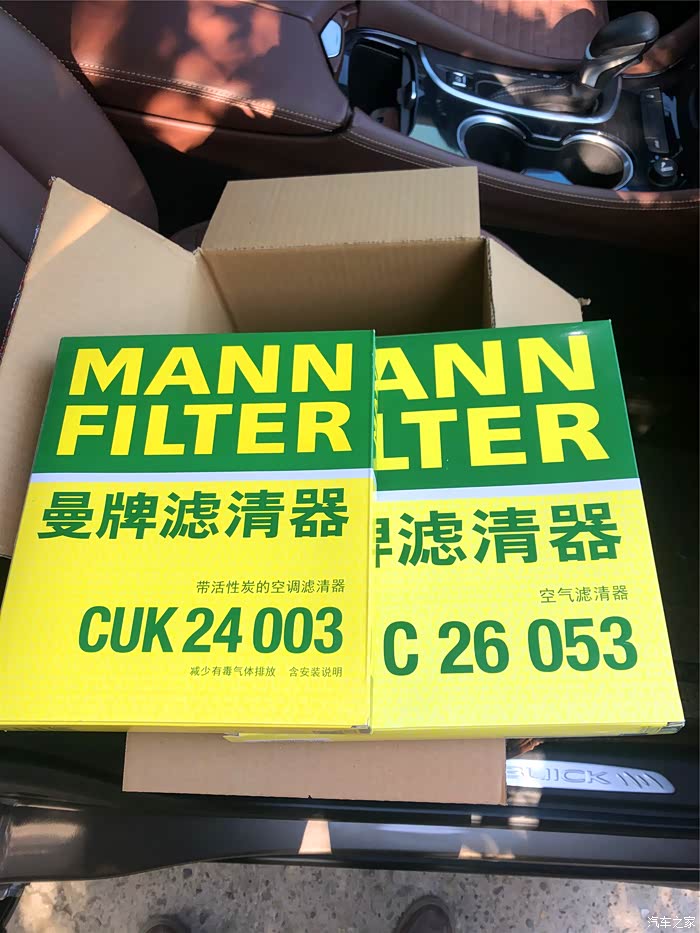 MANN
FILTER
曼牌滤清器
带活性炭的空调滤清器
CUK 24 003
减少有毒气体排放 含安装说明
ANN
LTER
牌滤清器
空气滤清器
C 26 053
BUICK
汽车之家